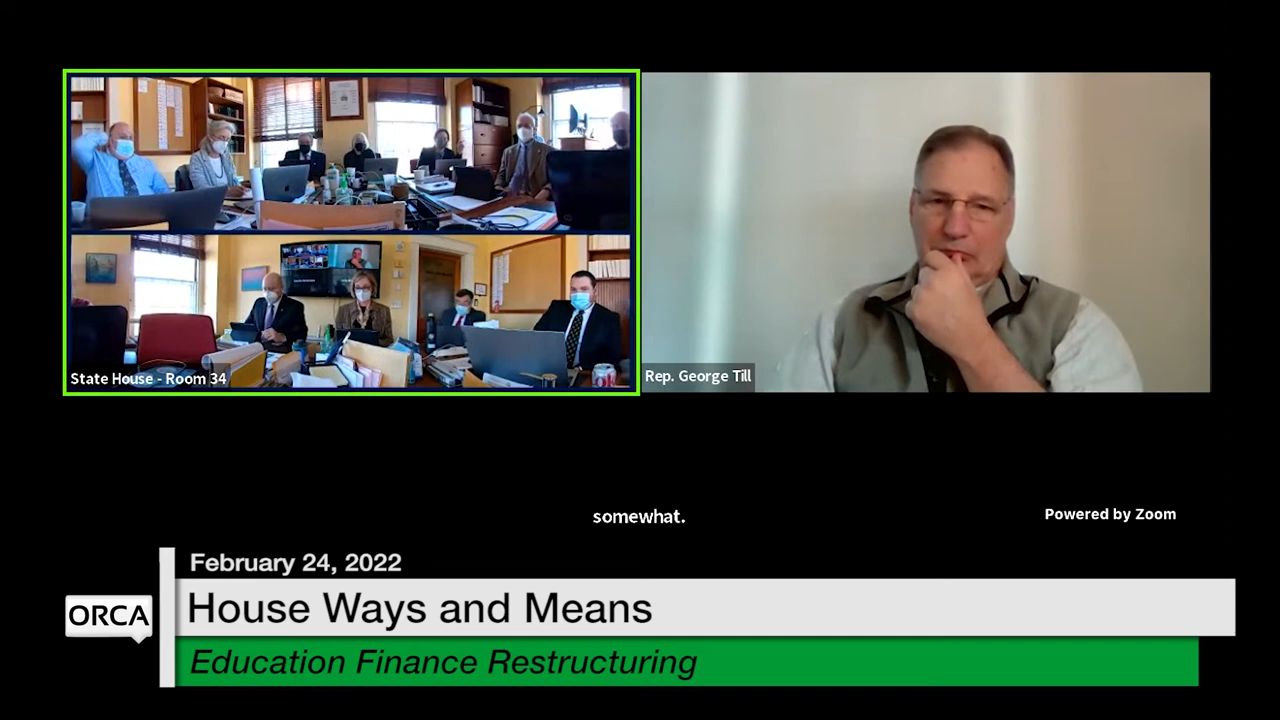 State House - Room 34
Rep. George Till
somewhat.
Powered by Zoom
February 24, 2022
ORCA
House Ways and Means
Education Finance Restructuring